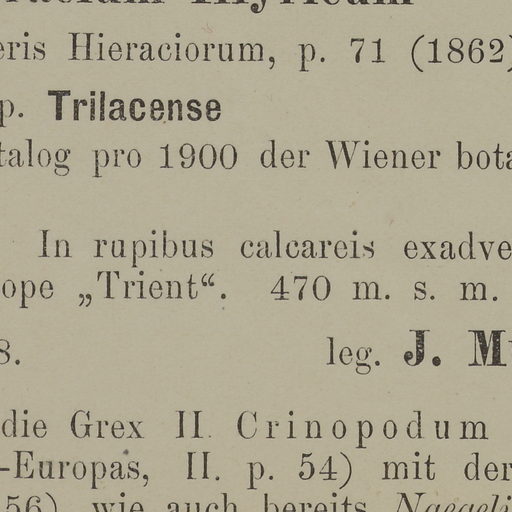 Illyricum
eris Hieraciorum, p. 71 (1862)
p. Trilacense
talog pro 1900 der Wiener bota
In rupibus calcareis exadve
ope „Trient“. 470 m. s. m.
8.
leg. J. M
die Grex II. Crinopodum
-Europas, II. p. 54) mit der
56), wie auch bereits Naegeli